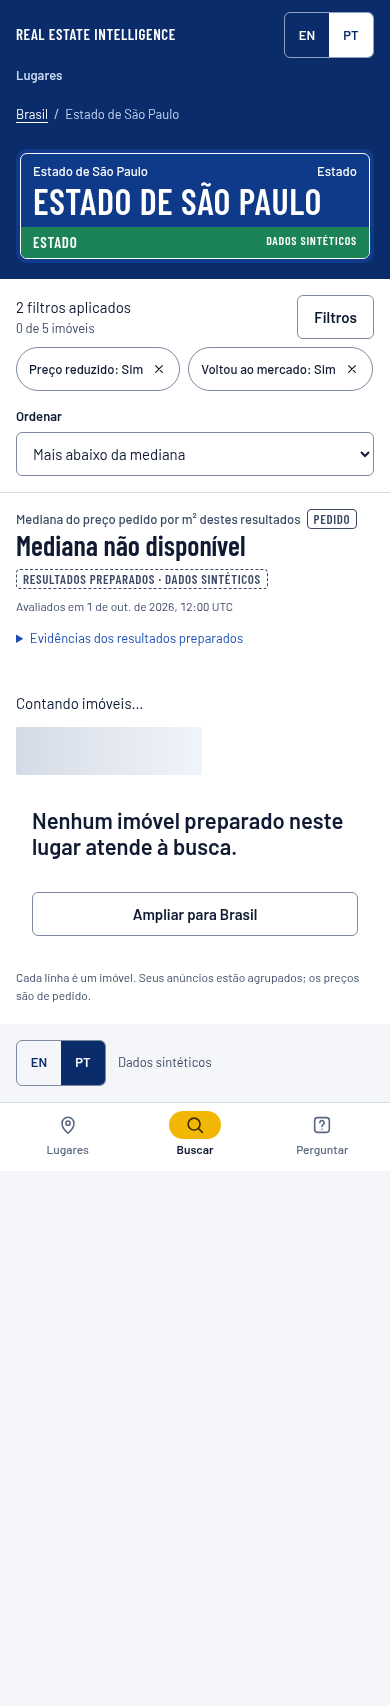 REAL ESTATE INTELLIGENCE
EN PT
Lugares
Brasil / Estado de São Paulo
Estado de São Paulo Estado
ESTADO DE SÃO PAULO
ESTADO DADOS SINTÉTICOS
2 filtros aplicados
0 de 5 imóveis
Filtros
Preço reduzido: Sim × Voltou ao mercado: Sim ×
Ordenar
Mais abaixo da mediana
Mediana do preço pedido por m² destes resultados PEDIDO
Mediana não disponível
RESULTADOS PREPARADOS · DADOS SINTÉTICOS
Avaliados em 1 de out. de 2026, 12:00 UTC
Evidências dos resultados preparados
Contando imóveis…
Nenhum imóvel preparado neste
lugar atende à busca.
Ampliar para Brasil
Cada linha é um imóvel. Seus anúncios estão agrupados; os preços
são de pedido.
EN PT Dados sintéticos
Lugares Buscar Perguntar